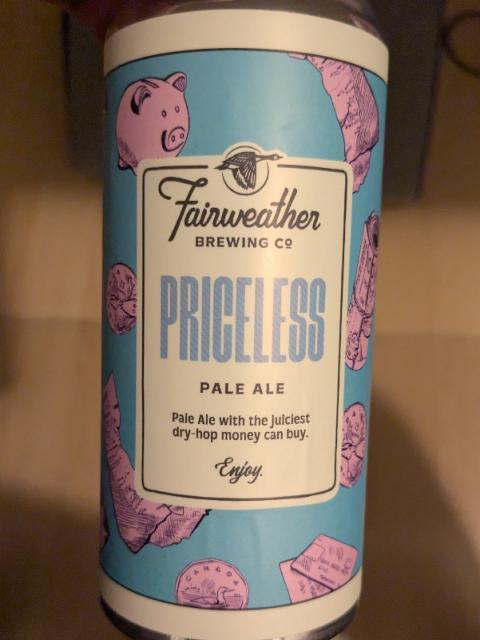 Fairweather
BREWING Co
PRICELESS
PALE ALE
Pale Ale with the juiciest
dry-hop money can buy.
Enjoy.
CANADA